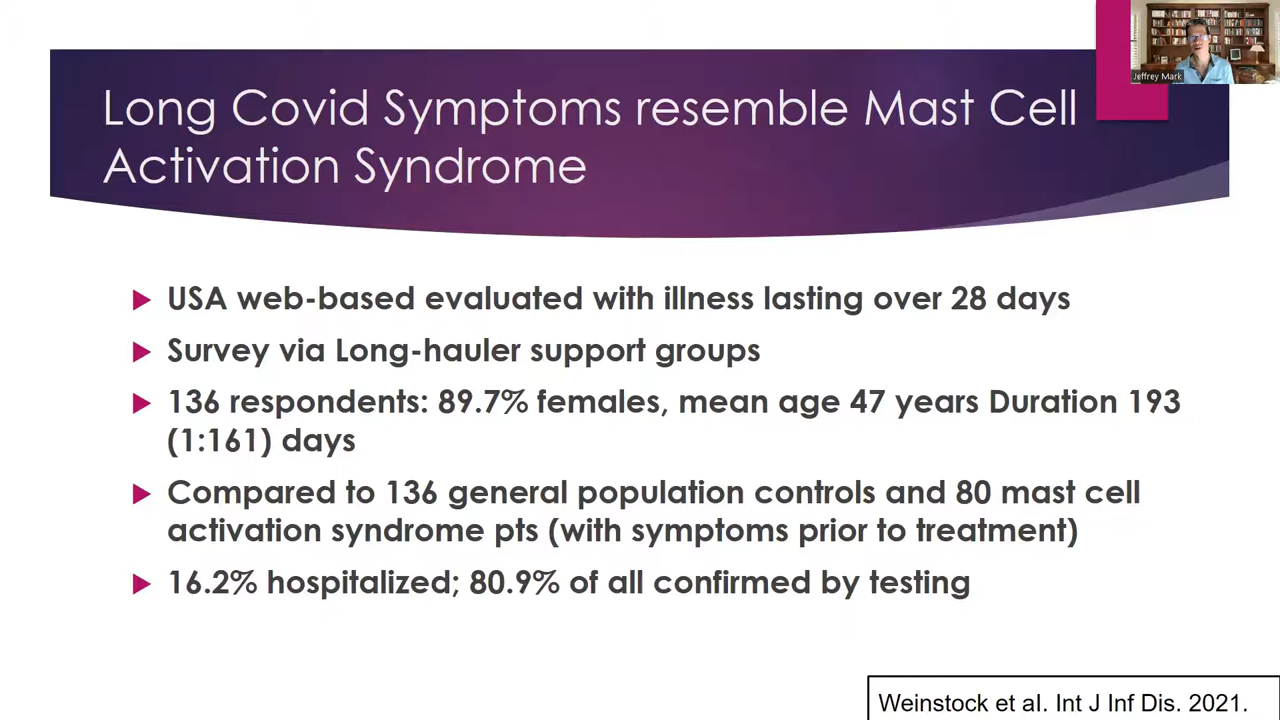 Jeffrey Mark
Long Covid Symptoms resemble Mast Cell
Activation Syndrome
USA web-based evaluated with illness lasting over 28 days
Survey via Long-hauler support groups
136 respondents: 89.7% females, mean age 47 years Duration 193
(1:161) days
Compared to 136 general population controls and 80 mast cell
activation syndrome pts (with symptoms prior to treatment)
16.2% hospitalized; 80.9% of all confirmed by testing
Weinstock et al. Int J Inf Dis. 2021.